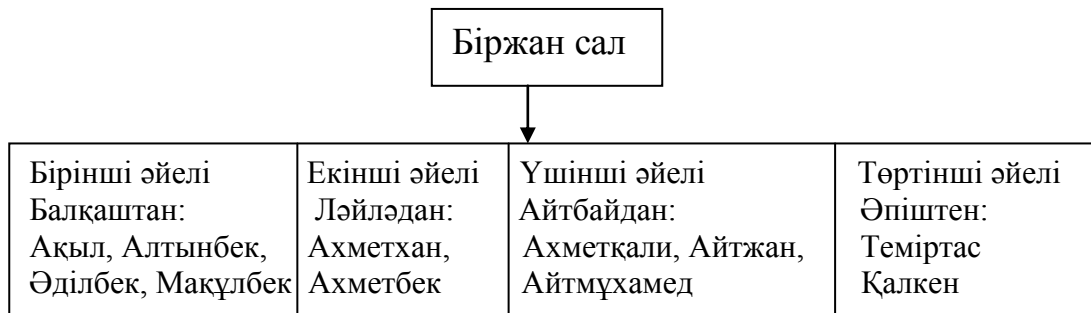 Біржан сал
Бірінші әйелі
Балқаштан:
Ақыл, Алтынбек,
Әділбек, Мақұлбек
Екінші әйелі
Ләйләдан:
Ахметхан,
Ахметбек
Үшінші әйелі
Айтбайдан:
Ахметқали, Айтжан,
Айтмұхамед
Төртінші әйелі
Әпіштен:
Теміртас
Қалкен